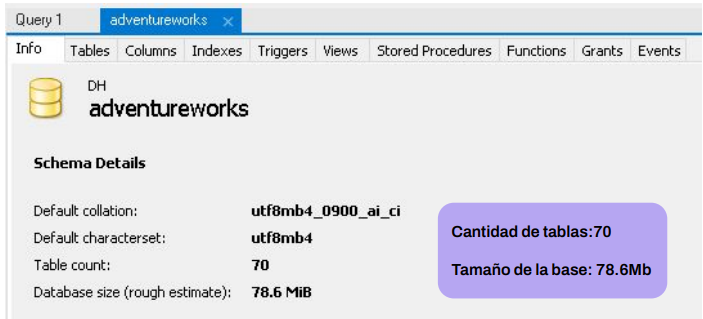 Query 1
adventureworks
Info Tables Columns Indexes Triggers Views Stored Procedures Functions Grants Events
DH
adventureworks
Schema Details
Default collation: utf8mb4_0900_ai_ci
Default characterset: utf8mb4
Table count: 70
Database size (rough estimate): 78.6 MiB
Cantidad de tablas:70
Tamaño de la base: 78.6Mb